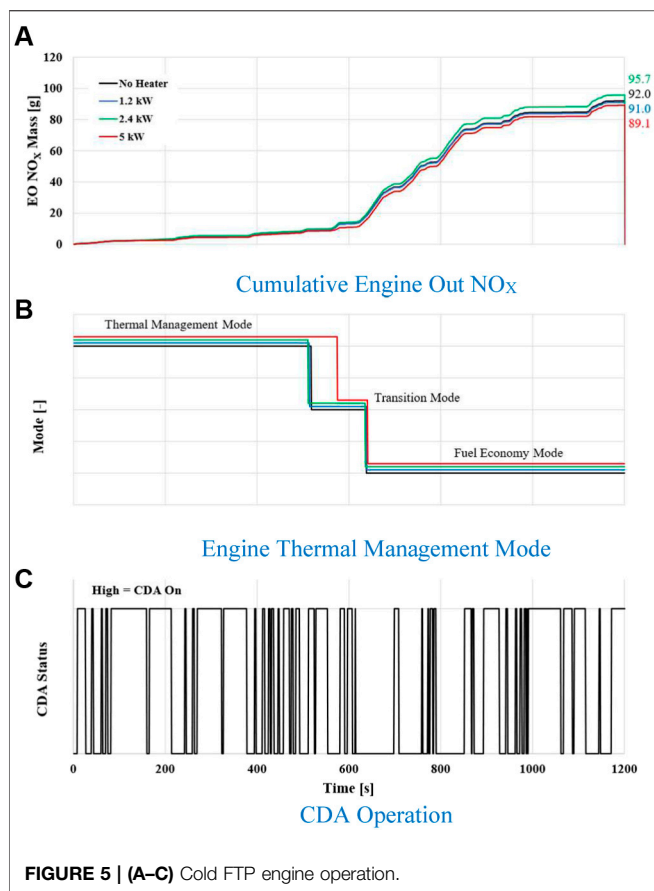 A
120
100
80
60
40
20
0
EO NOX Mass [g]
No Heater
1.2 kW
2.4 kW
5 kW
95.7
92.0
91.0
89.1
Cumulative Engine Out NOX
B
Mode [-]
Thermal Management Mode
Transition Mode
Fuel Economy Mode
Engine Thermal Management Mode
C
High = CDA On
CDA Status
0 200 400 600 800 1000 1200
Time [s]
CDA Operation
FIGURE 5 | (A–C) Cold FTP engine operation.